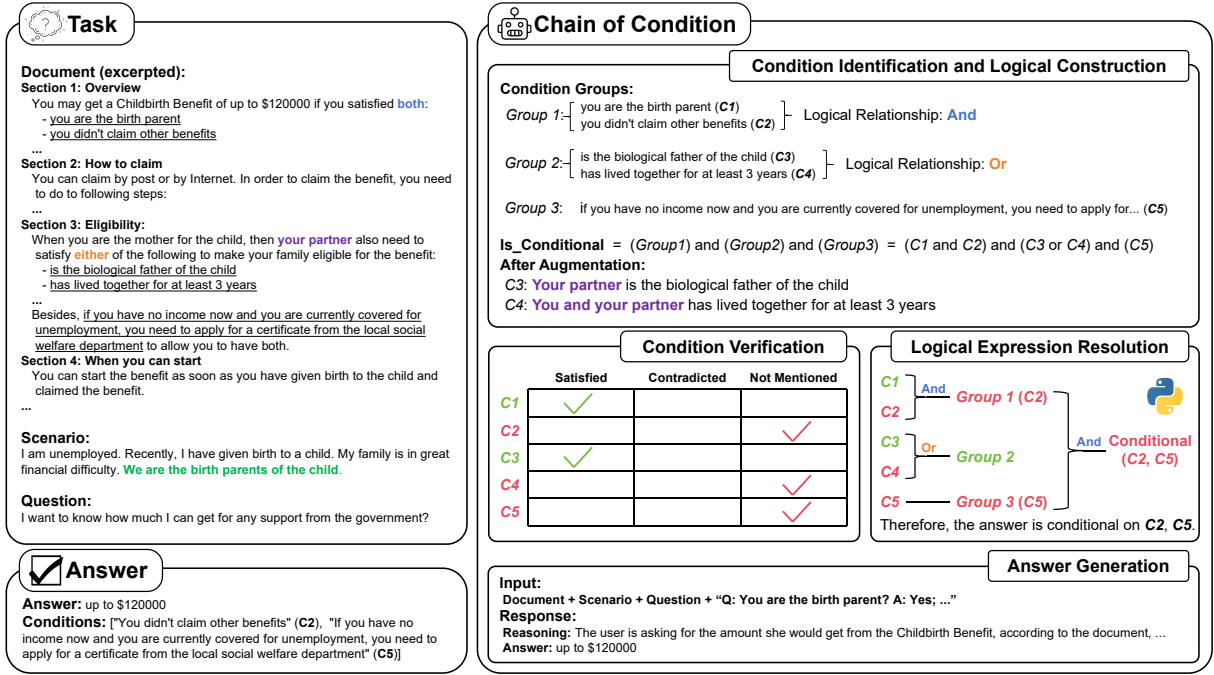 Task
Document (excerpted):
Section 1: Overview
You may get a Childbirth Benefit of up to $120000 if you satisfied both:
- you are the birth parent
- you didn't claim other benefits
...
Section 2: How to claim
You can claim by post or by Internet. In order to claim the benefit, you need
to do to following steps:
...
Section 3: Eligibility:
When you are the mother for the child, then your partner also need to
satisfy either of the following to make your family eligible for the benefit:
- is the biological father of the child
- has lived together for at least 3 years
...
Besides, if you have no income now and you are currently covered for
unemployment, you need to apply for a certificate from the local social
welfare department to allow you to have both.
Section 4: When you can start
You can start the benefit as soon as you have given birth to the child and
claimed the benefit.
...
Scenario:
I am unemployed. Recently, I have given birth to a child. My family is in great
financial difficulty. We are the birth parents of the child.
Question:
I want to know how much I can get for any support from the government?
Answer
Answer: up to $120000
Conditions: ["You didn't claim other benefits" (C2), "If you have no
income now and you are currently covered for unemployment, you need to
apply for a certificate from the local social welfare department" (C5)]
Chain of Condition
Condition Identification and Logical Construction
Condition Groups:
Group 1:
you are the birth parent (C1)
you didn't claim other benefits (C2)
Logical Relationship: And
Group 2:
is the biological father of the child (C3)
has lived together for at least 3 years (C4)
Logical Relationship: Or
Group 3: if you have no income now and you are currently covered for unemployment, you need to apply for... (C5)
Is_Conditional = (Group1) and (Group2) and (Group3) = (C1 and C2) and (C3 or C4) and (C5)
After Augmentation:
C3: Your partner is the biological father of the child
C4: You and your partner has lived together for at least 3 years
Condition Verification
Satisfied Contradicted Not Mentioned
C1
C2
C3
C4
C5
Logical Expression Resolution
C1
And
Group 1 (C2)
C2
C3
Or
Group 2
C4
C5 Group 3 (C5)
And
Conditional
(C2, C5)
Therefore, the answer is conditional on C2, C5.
Answer Generation
Input:
Document + Scenario + Question + “Q: You are the birth parent? A: Yes; ...”
Response:
Reasoning: The user is asking for the amount she would get from the Childbirth Benefit, according to the document, ...
Answer: up to $120000